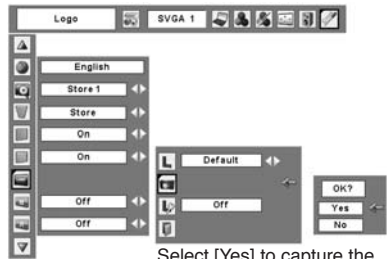 Logo
SVGA 1
English
Store 1
Store
On
On
Off
Off
L
Default
L
Off
OK?
Yes
No
Select [Yes] to capture the